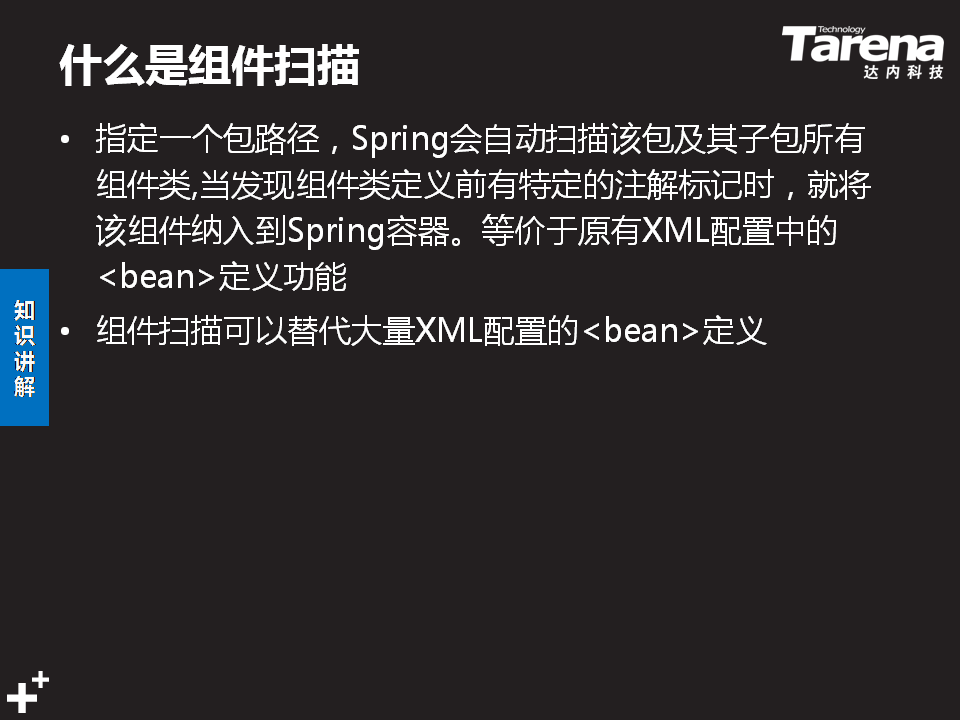 什么是组件扫描
Technology
Tarena
达内科技
• 指定一个包路径，Spring会自动扫描该包及其子包所有
组件类,当发现组件类定义前有特定的注解标记时，就将
该组件纳入到Spring容器。等价于原有XML配置中的
<bean>定义功能
• 组件扫描可以替代大量XML配置的<bean>定义
知
识
讲
解